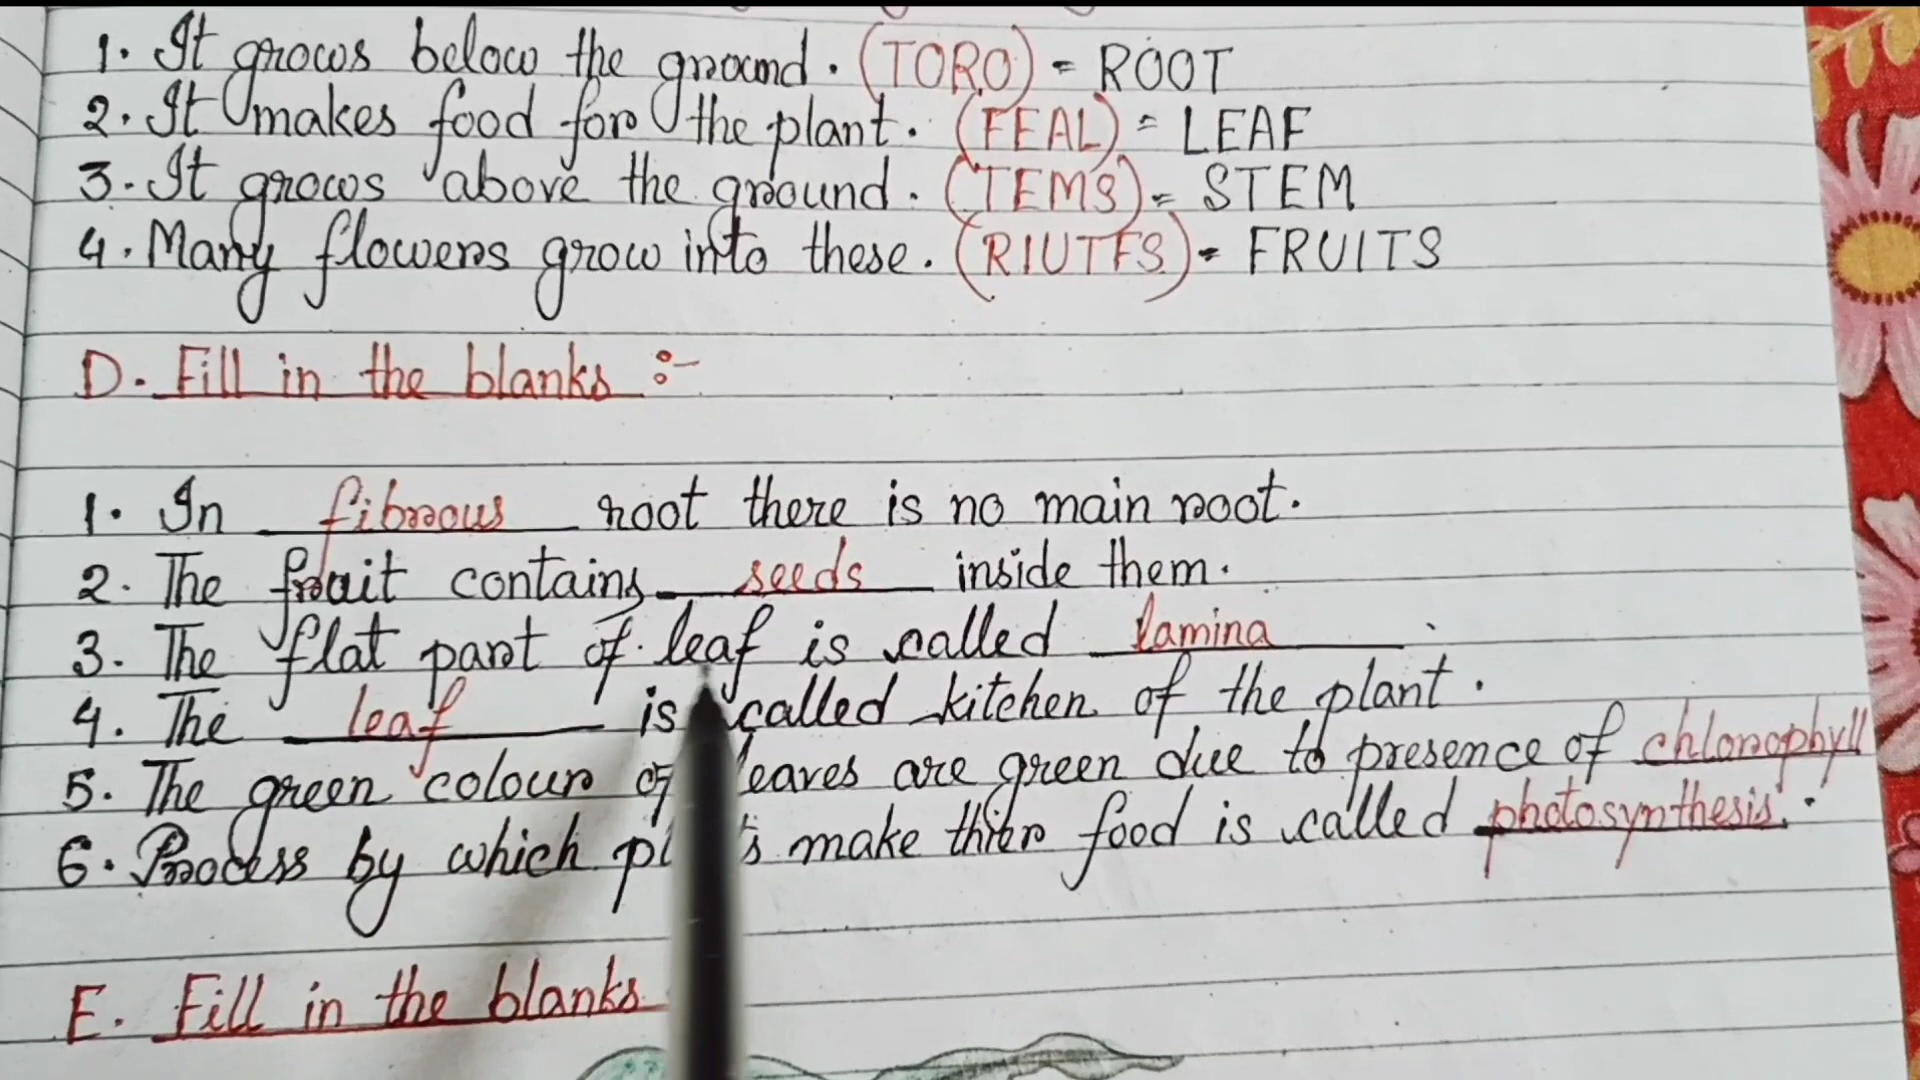 1. It grows below the ground. (TORO) = ROOT
2. It makes food for the plant. (FEAL) = LEAF
3. It grows above the ground. (TEMS) = STEM
4. Many flowers grow into these. (RIUTFS) = FRUITS
D. Fill in the blanks :-
1. In fibrous root there is no main root.
2. The fruit contains seeds inside them.
3. The flat part of leaf is called lamina.
4. The leaf is called kitchen of the plant.
5. The green colour of leaves are green due to presence of chlorophyll
6. Process by which make thier food is called photosynthesis.
E. Fill in the blanks